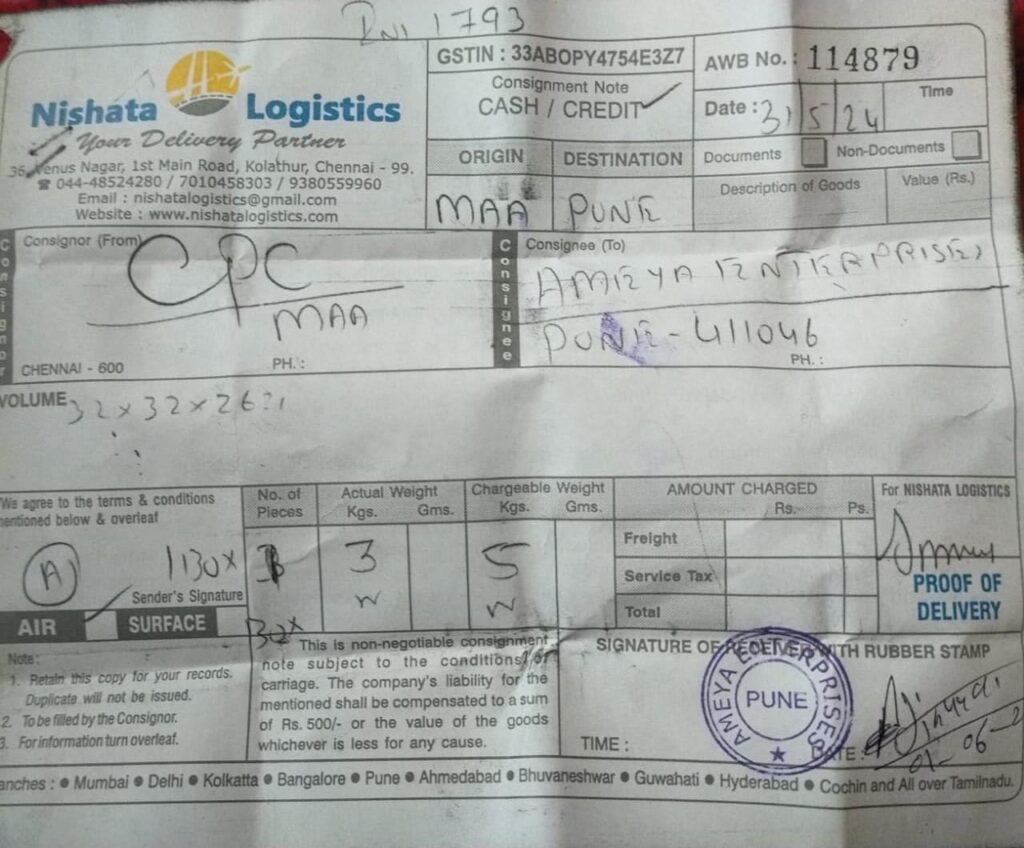 1793
Nishata Logistics
Your Delivery Partner
36, Venus Nagar, 1st Main Road, Kolathur, Chennai - 99.
☎ 044-48524280 / 7010458303 / 9380559960
Email : nishatalogistics@gmail.com
Website : www.nishatalogistics.com
GSTIN : 33ABOPY4754E3Z7
Consignment Note
CASH / CREDIT ✓
ORIGIN DESTINATION
MAA PUNE
AWB No. : 114879
Date : 31/5/24 Time
Documents Non-Documents
Description of Goods Value (Rs.)
Consignor
Consignor (From)
CPC
MAA
CHENNAI - 600 PH. :
Consignee
Consignee (To)
AMEYA ENTERPRISES
PUNE - 411046
PH. :
VOLUME 32 x 32 x 26 : 1
We agree to the terms & conditions
mentioned below & overleaf
A
Sender's Signature
AIR SURFACE
No. of Pieces
Actual Weight
Kgs. Gms.
Chargeable Weight
Kgs. Gms.
1 BOX 3 5
BOX
AMOUNT CHARGED
Rs. Ps.
Freight
Service Tax
Total
For NISHATA LOGISTICS
PROOF OF
DELIVERY
Note:
1. Retain this copy for your records.
Duplicate will not be issued.
2. To be filled by the Consignor.
3. For information turn overleaf.
This is non-negotiable consignment
note subject to the conditions of
carriage. The company's liability for the
mentioned shall be compensated to a sum
of Rs. 500/- or the value of the goods
whichever is less for any cause.
SIGNATURE OF RECEIVER WITH RUBBER STAMP
AMEYA ENTERPRISES
PUNE
TIME : DATE :
01-06-2
anches : ● Mumbai ● Delhi ● Kolkatta ● Bangalore ● Pune ● Ahmedabad ● Bhuvaneshwar ● Guwahati ● Hyderabad ● Cochin and All over Tamilnadu.